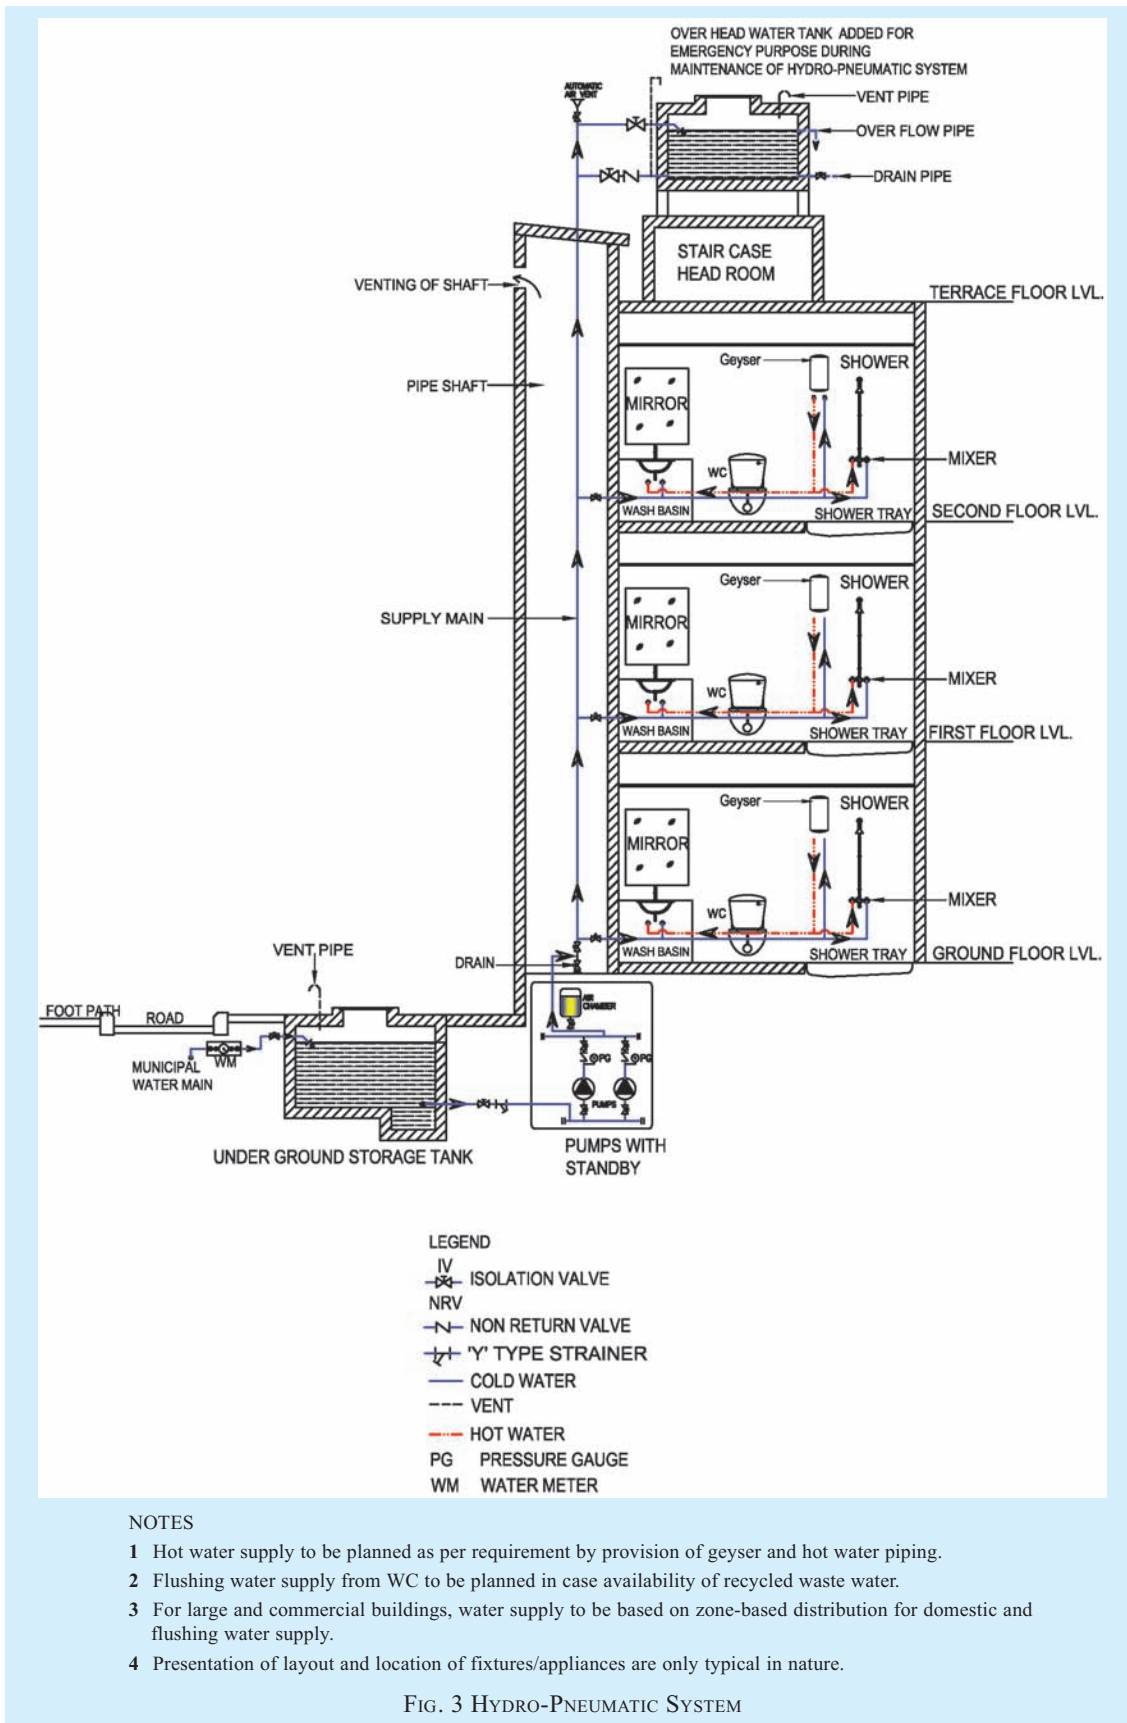 OVER HEAD WATER TANK ADDED FOR
EMERGENCY PURPOSE DURING
MAINTENANCE OF HYDRO-PNEUMATIC SYSTEM
AUTOMATIC
AIR VENT
VENT PIPE
OVER FLOW PIPE
DRAIN PIPE
STAIR CASE
HEAD ROOM
VENTING OF SHAFT
TERRACE FLOOR LVL.
Geyser
SHOWER
PIPE SHAFT
MIRROR
MIXER
WC
WASH BASIN
SHOWER TRAY
SECOND FLOOR LVL.
Geyser
SHOWER
SUPPLY MAIN
MIRROR
MIXER
WC
WASH BASIN
SHOWER TRAY
FIRST FLOOR LVL.
Geyser
SHOWER
MIRROR
MIXER
WC
WASH BASIN
SHOWER TRAY
GROUND FLOOR LVL.
VENT PIPE
DRAIN
AIR
CHAMBER
FOOT PATH
ROAD
WM
MUNICIPAL
WATER MAIN
PG
PG
PUMPS
UNDER GROUND STORAGE TANK
PUMPS WITH
STANDBY
LEGEND
IV
ISOLATION VALVE
NRV
NON RETURN VALVE
'Y' TYPE STRAINER
COLD WATER
VENT
HOT WATER
PG PRESSURE GAUGE
WM WATER METER
NOTES
1 Hot water supply to be planned as per requirement by provision of geyser and hot water piping.
2 Flushing water supply from WC to be planned in case availability of recycled waste water.
3 For large and commercial buildings, water supply to be based on zone-based distribution for domestic and
flushing water supply.
4 Presentation of layout and location of fixtures/appliances are only typical in nature.
FIG. 3 HYDRO-PNEUMATIC SYSTEM